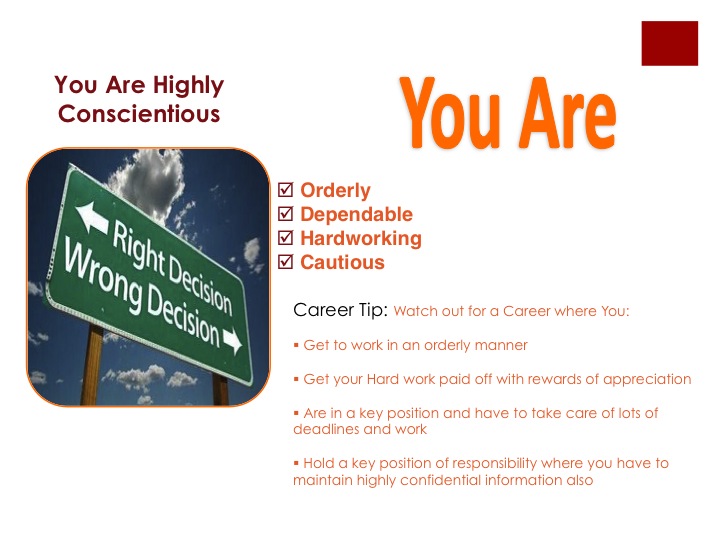 You Are Highly
Conscientious
You Are
Right Decision
Wrong Decision
Orderly
Dependable
Hardworking
Cautious
Career Tip: Watch out for a Career where You:
▪ Get to work in an orderly manner
▪ Get your Hard work paid off with rewards of appreciation
▪ Are in a key position and have to take care of lots of
deadlines and work
▪ Hold a key position of responsibility where you have to
maintain highly confidential information also